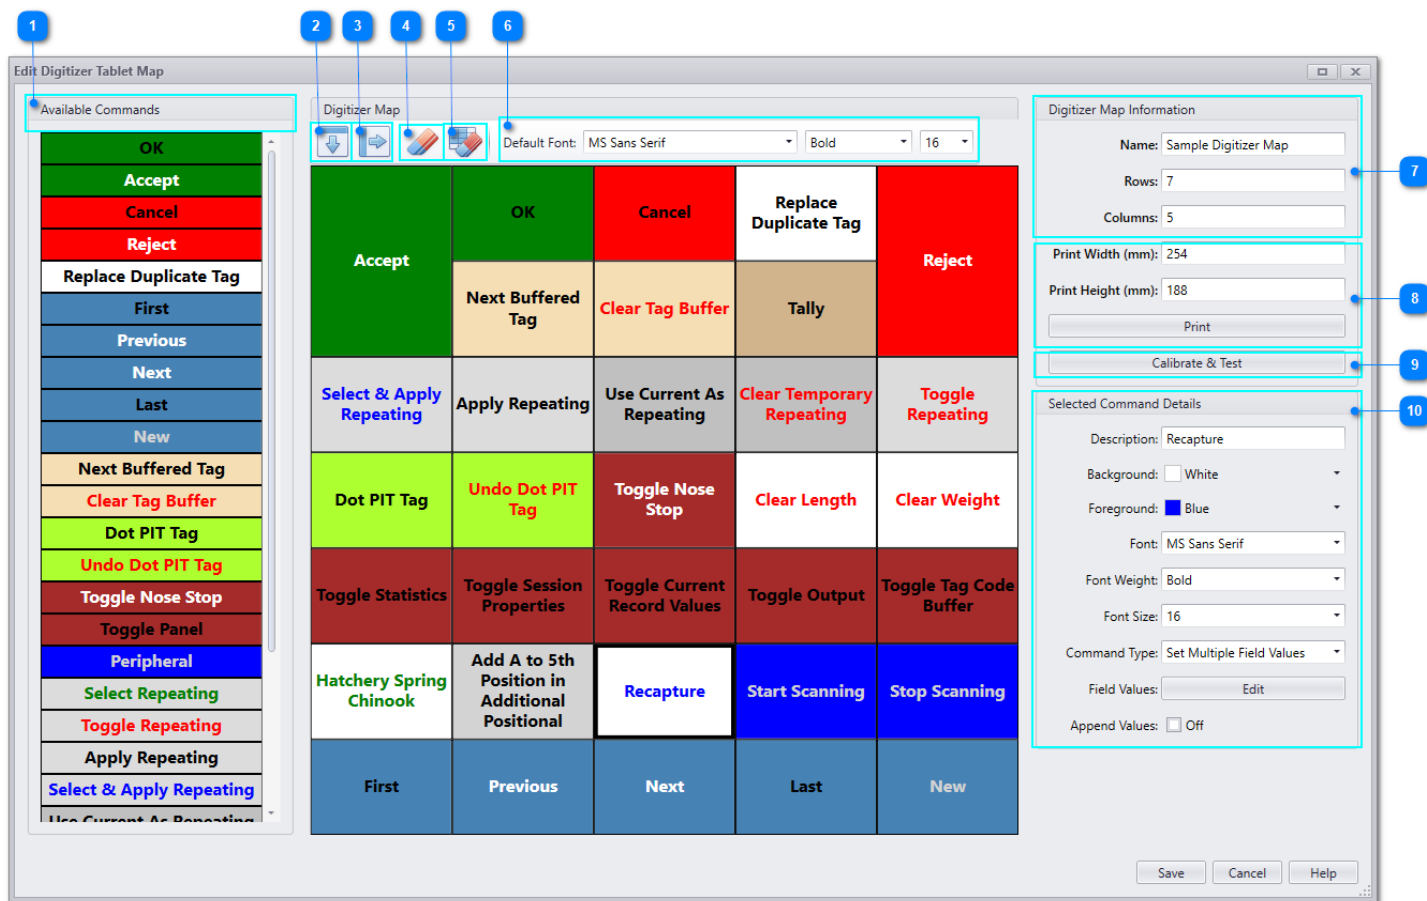 1
2
3
4
5
6
Edit Digitizer Tablet Map
Available Commands
OK
Accept
Cancel
Reject
Replace Duplicate Tag
First
Previous
Next
Last
New
Next Buffered Tag
Clear Tag Buffer
Dot PIT Tag
Undo Dot PIT Tag
Toggle Nose Stop
Toggle Panel
Peripheral
Select Repeating
Toggle Repeating
Apply Repeating
Select & Apply Repeating
Use Current As Repeating
Digitizer Map
Default Font: MS Sans Serif Bold 16
Accept
OK
Cancel
Replace
Duplicate Tag
Reject
Next Buffered
Tag
Clear Tag Buffer
Tally
Select & Apply
Repeating
Apply Repeating
Use Current As
Repeating
Clear Temporary
Repeating
Toggle
Repeating
Dot PIT Tag
Undo Dot PIT
Tag
Toggle Nose
Stop
Clear Length
Clear Weight
Toggle Statistics
Toggle Session
Properties
Toggle Current
Record Values
Toggle Output
Toggle Tag Code
Buffer
Hatchery Spring
Chinook
Add A to 5th
Position in
Additional
Positional
Recapture
Start Scanning
Stop Scanning
First
Previous
Next
Last
New
Digitizer Map Information
Name: Sample Digitizer Map
Rows: 7
Columns: 5
7
Print Width (mm): 254
Print Height (mm): 188
Print
8
Calibrate & Test
9
Selected Command Details
10
Description: Recapture
Background: White
Foreground: Blue
Font: MS Sans Serif
Font Weight: Bold
Font Size: 16
Command Type: Set Multiple Field Values
Field Values: Edit
Append Values: Off
Save Cancel Help